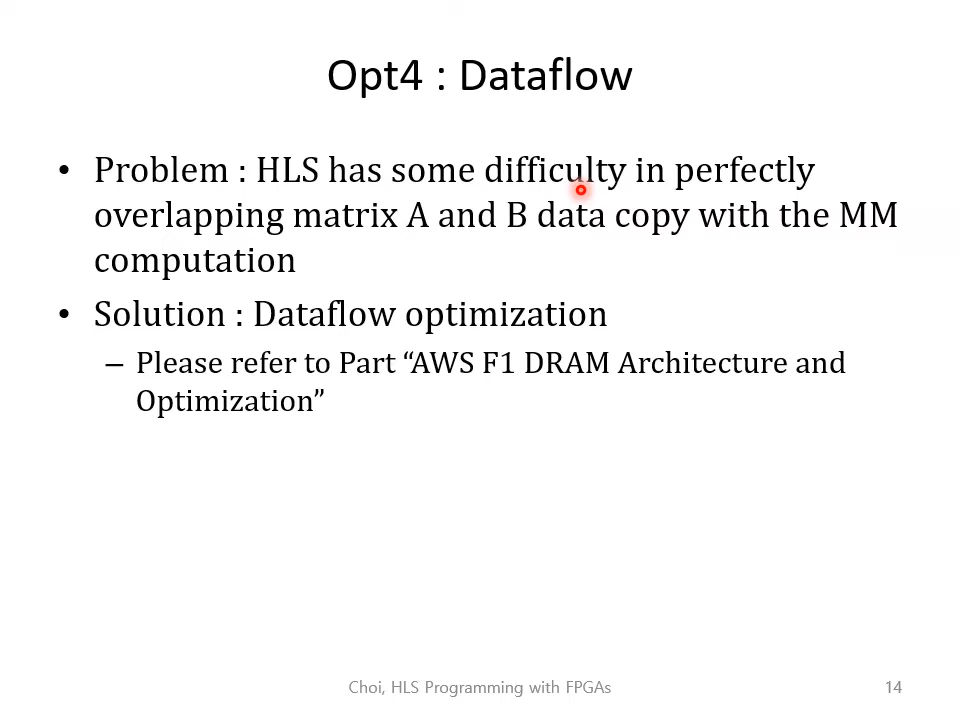 Opt4 : Dataflow
• Problem : HLS has some difficulty in perfectly
overlapping matrix A and B data copy with the MM
computation
• Solution : Dataflow optimization
– Please refer to Part “AWS F1 DRAM Architecture and
Optimization”
Choi, HLS Programming with FPGAs
14